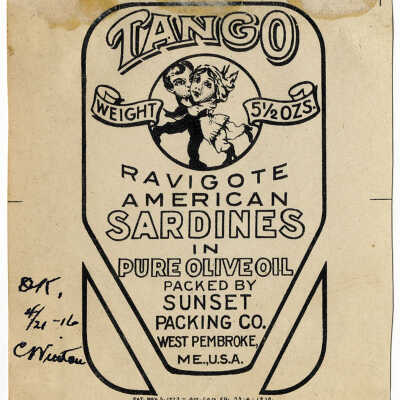 TANGO
WEIGHT 5½ OZS.
RAVIGOTE
AMERICAN
SARDINES
IN
PURE OLIVE OIL
PACKED BY
SUNSET
PACKING CO.
WEST PEMBROKE,
ME., U.S.A.
OK,
4/21-16